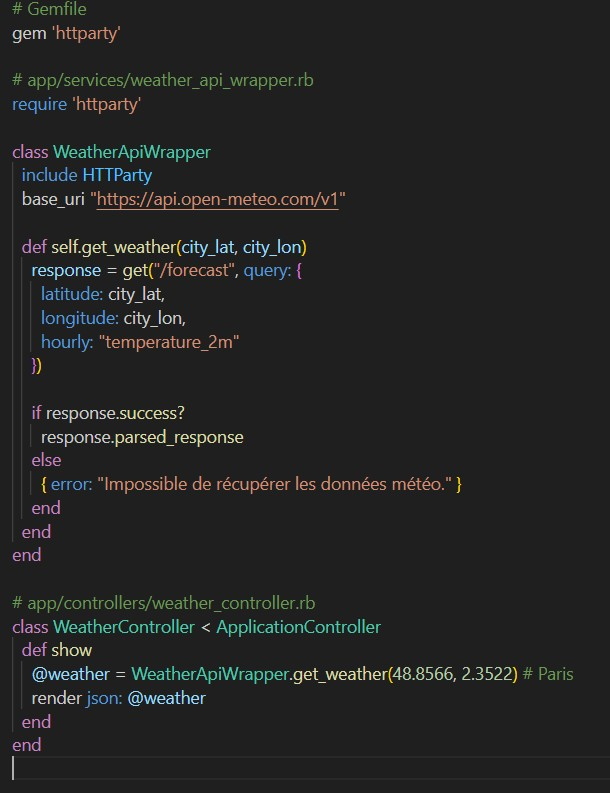 # Gemfile
gem 'httparty'
# app/services/weather_api_wrapper.rb
require 'httparty'
class WeatherApiWrapper
include HTTParty
base_uri "https://api.open-meteo.com/v1"
def self.get_weather(city_lat, city_lon)
response = get("/forecast", query: {
latitude: city_lat,
longitude: city_lon,
hourly: "temperature_2m"
})
if response.success?
response.parsed_response
else
{ error: "Impossible de récupérer les données météo." }
end
end
end
# app/controllers/weather_controller.rb
class WeatherController < ApplicationController
def show
@weather = WeatherApiWrapper.get_weather(48.8566, 2.3522) # Paris
render json: @weather
end
end